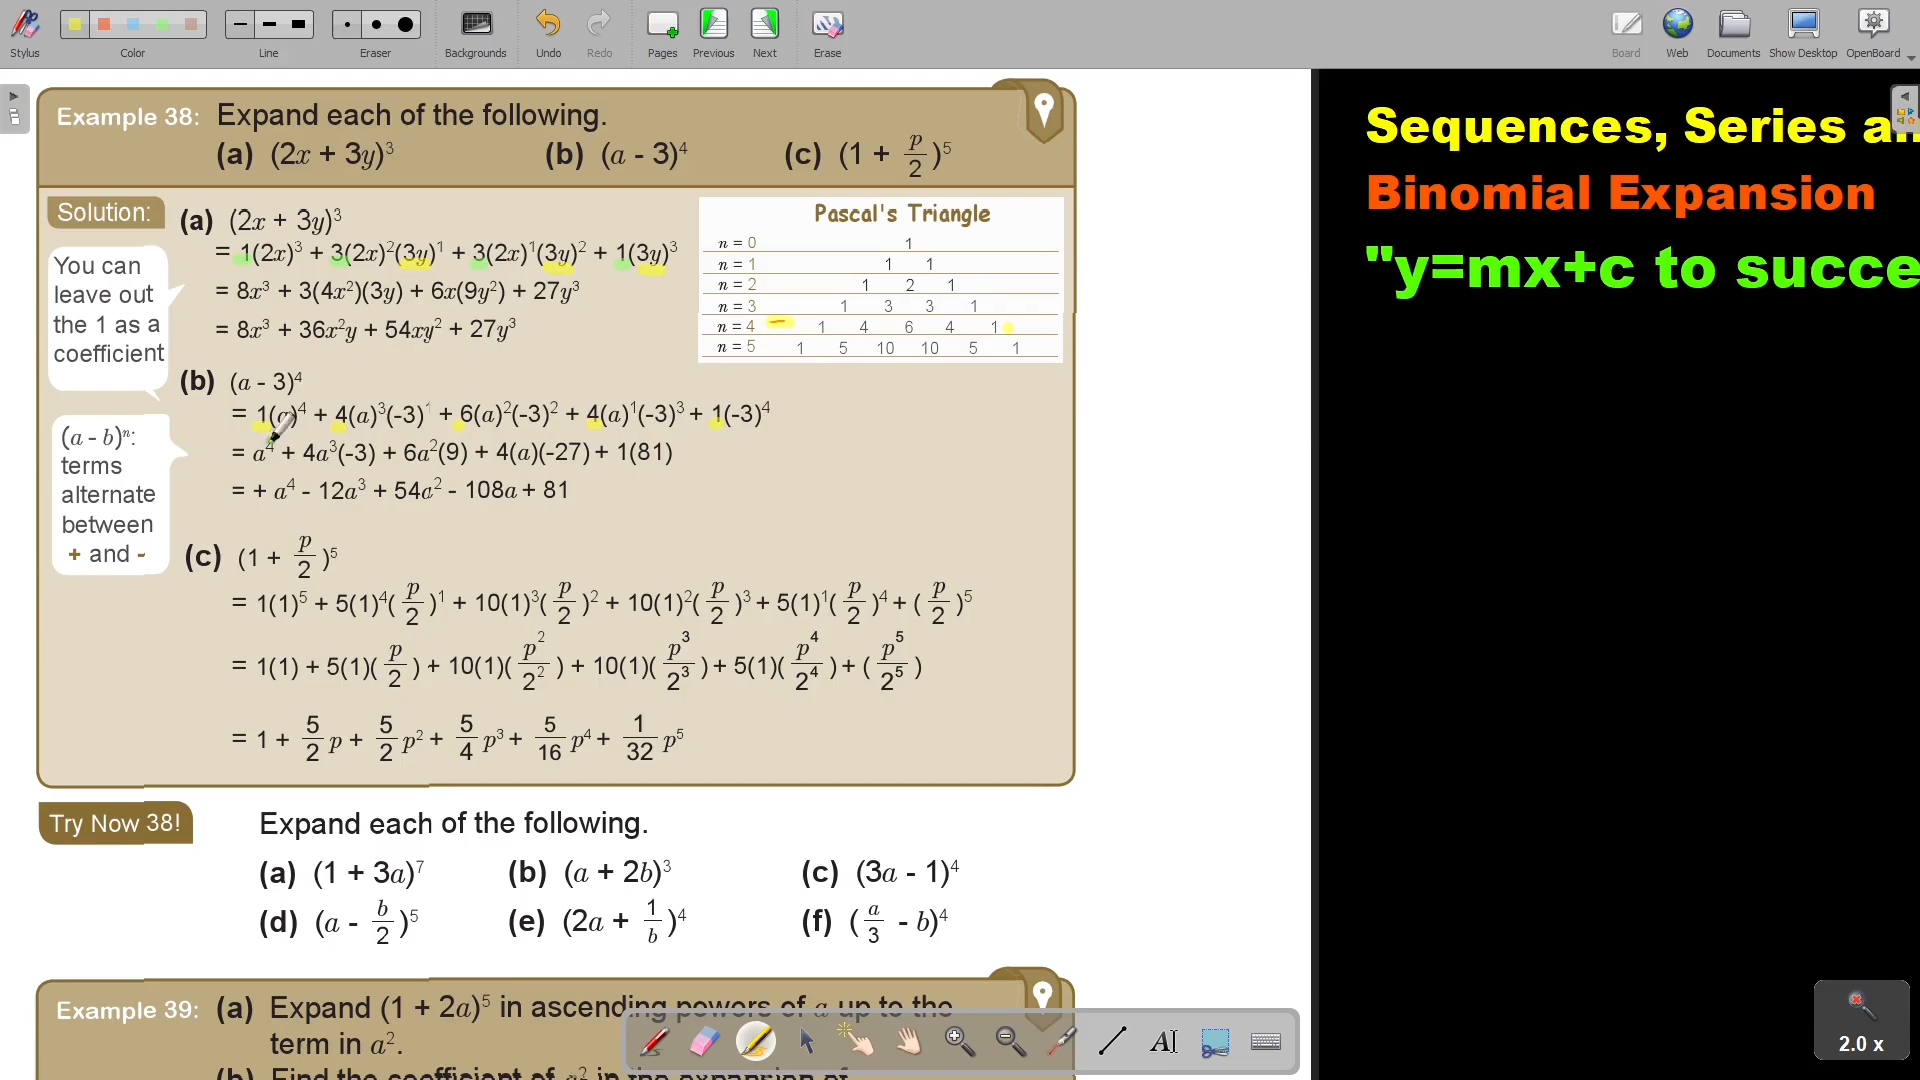 Stylus Color Line Eraser Backgrounds Undo Redo Pages Previous Next Erase Board Web Documents Show Desktop OpenBoard
Example 38: Expand each of the following.
(a) (2x + 3y)³ (b) (a - 3)⁴ (c) (1 + p/2)⁵
Solution:
(a) (2x + 3y)³
= 1(2x)³ + 3(2x)²(3y)¹ + 3(2x)¹(3y)² + 1(3y)³
= 8x³ + 3(4x²)(3y) + 6x(9y²) + 27y³
= 8x³ + 36x²y + 54xy² + 27y³
You can
leave out
the 1 as a
coefficient
Pascal's Triangle
n = 0 1
n = 1 1 1
n = 2 1 2 1
n = 3 1 3 3 1
n = 4 1 4 6 4 1
n = 5 1 5 10 10 5 1
(b) (a - 3)⁴
= 1(a)⁴ + 4(a)³(-3)¹ + 6(a)²(-3)² + 4(a)¹(-3)³ + 1(-3)⁴
= a⁴ + 4a³(-3) + 6a²(9) + 4(a)(-27) + 1(81)
= + a⁴ - 12a³ + 54a² - 108a + 81
(a - b)ⁿ:
terms
alternate
between
+ and -
(c) (1 + p/2)⁵
= 1(1)⁵ + 5(1)⁴(p/2)¹ + 10(1)³(p/2)² + 10(1)²(p/2)³ + 5(1)¹(p/2)⁴ + (p/2)⁵
= 1(1) + 5(1)(p/2) + 10(1)(p²/2²) + 10(1)(p³/2³) + 5(1)(p⁴/2⁴) + (p⁵/2⁵)
= 1 + 5/2 p + 5/2 p² + 5/4 p³ + 5/16 p⁴ + 1/32 p⁵
Try Now 38! Expand each of the following.
(a) (1 + 3a)⁷ (b) (a + 2b)³ (c) (3a - 1)⁴
(d) (a - b/2)⁵ (e) (2a + 1/b)⁴ (f) (a/3 - b)⁴
Example 39: (a) Expand (1 + 2a)⁵ in ascending powers of a up to the
term in a².
(b) Find the coefficient of in the expansion of
Sequences, Series
Binomial Expansion
"y=mx+c to succe
2.0 x